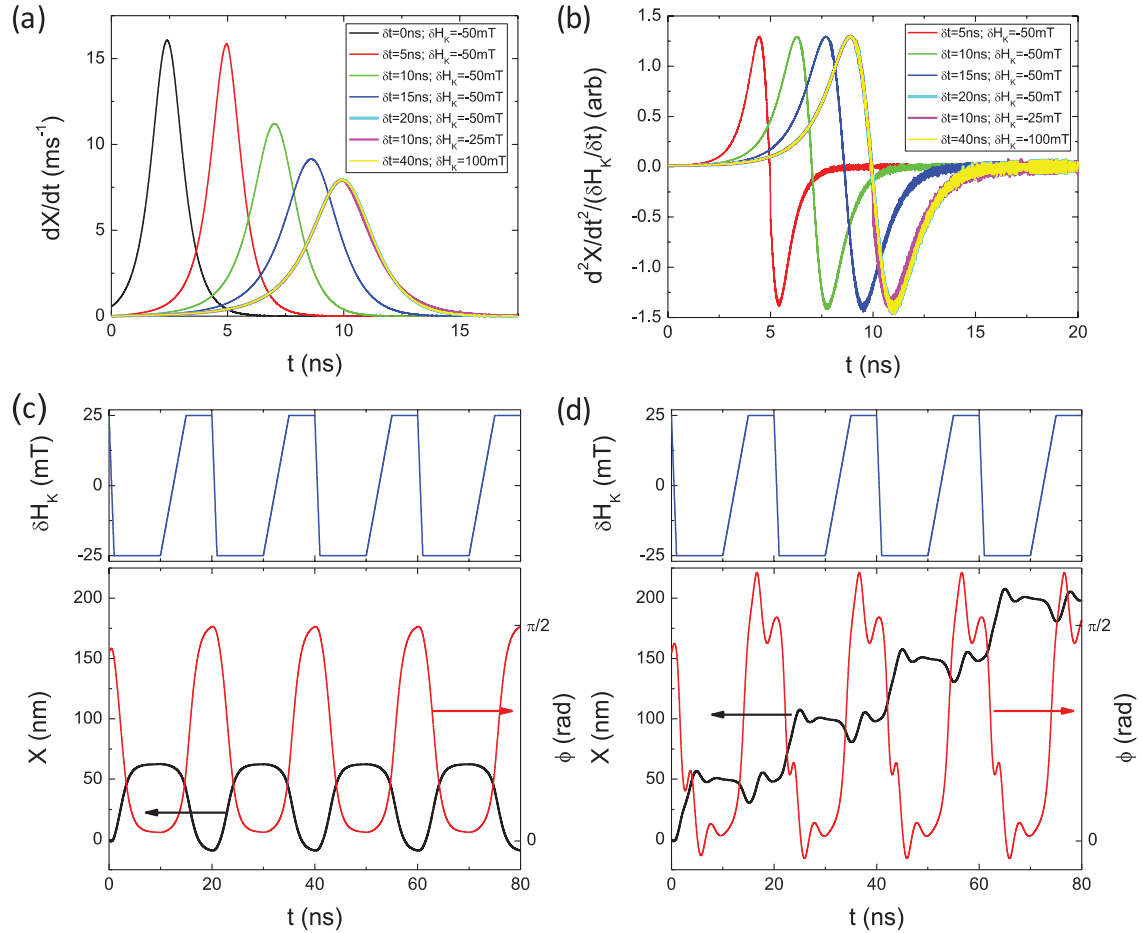 (a)
dX/dt (ms⁻¹)
15
10
5
0
δt=0ns; δH_K=-50mT
δt=5ns; δH_K=-50mT
δt=10ns; δH_K=-50mT
δt=15ns; δH_K=-50mT
δt=20ns; δH_K=-50mT
δt=10ns; δH_K=-25mT
δt=40ns; δH_K=100mT
0 5 10 15
t (ns)
(b)
d²X/dt²/(δH_K/δt) (arb)
1.5
1.0
0.5
0.0
-0.5
-1.0
-1.5
δt=5ns; δH_K=-50mT
δt=10ns; δH_K=-50mT
δt=15ns; δH_K=-50mT
δt=20ns; δH_K=-50mT
δt=10ns; δH_K=-25mT
δt=40ns; δH_K=-100mT
0 5 10 15 20
t (ns)
(c)
δH_K (mT)
25
0
-25
X (nm)
200
150
100
50
0
π/2
0
ϕ (rad)
0 20 40 60 80
t (ns)
(d)
δH_K (mT)
25
0
-25
X (nm)
200
150
100
50
0
π/2
0
ϕ (rad)
0 20 40 60 80
t (ns)